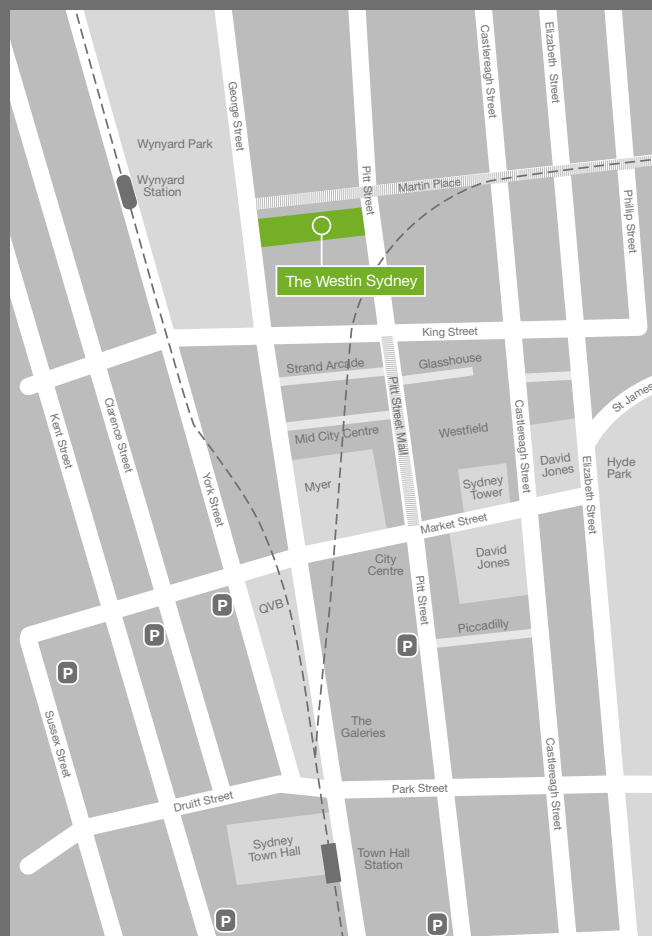 Castlereagh Street
Elizabeth Street
George Street
Wynyard Park
Wynyard
Station
Pitt Street
Martin Place
Phillip Street
The Westin Sydney
King Street
Strand Arcade
Glasshouse
St James
Kent Street
Clarence Street
York Street
Mid City Centre
Pitt Street Mall
Westfield
Castlereagh Street
David
Jones
Elizabeth Street
Hyde
Park
Myer
Sydney
Tower
Market Street
City
Centre
David
Jones
Pitt Street
QVB
P
P
P
P
Piccadilly
Sussex Street
The
Galeries
Castlereagh Street
Druitt Street
Park Street
Sydney
Town Hall
Town Hall
Station
P
P